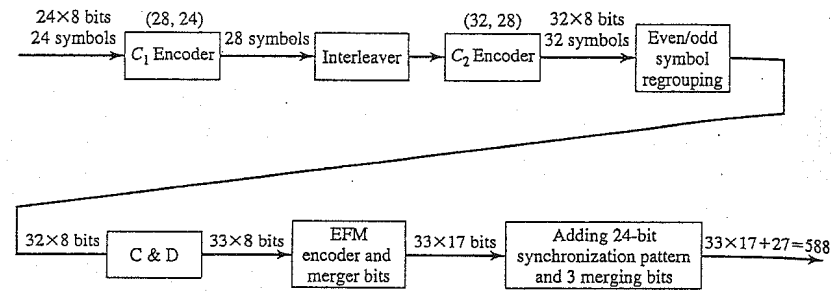 24×8 bits
24 symbols
(28, 24)
C₁ Encoder
28 symbols
Interleaver
(32, 28)
C₂ Encoder
32×8 bits
32 symbols
Even/odd
symbol
regrouping
32×8 bits
C & D
33×8 bits
EFM
encoder and
merger bits
33×17 bits
Adding 24-bit
synchronization pattern
and 3 merging bits
33×17+27=588